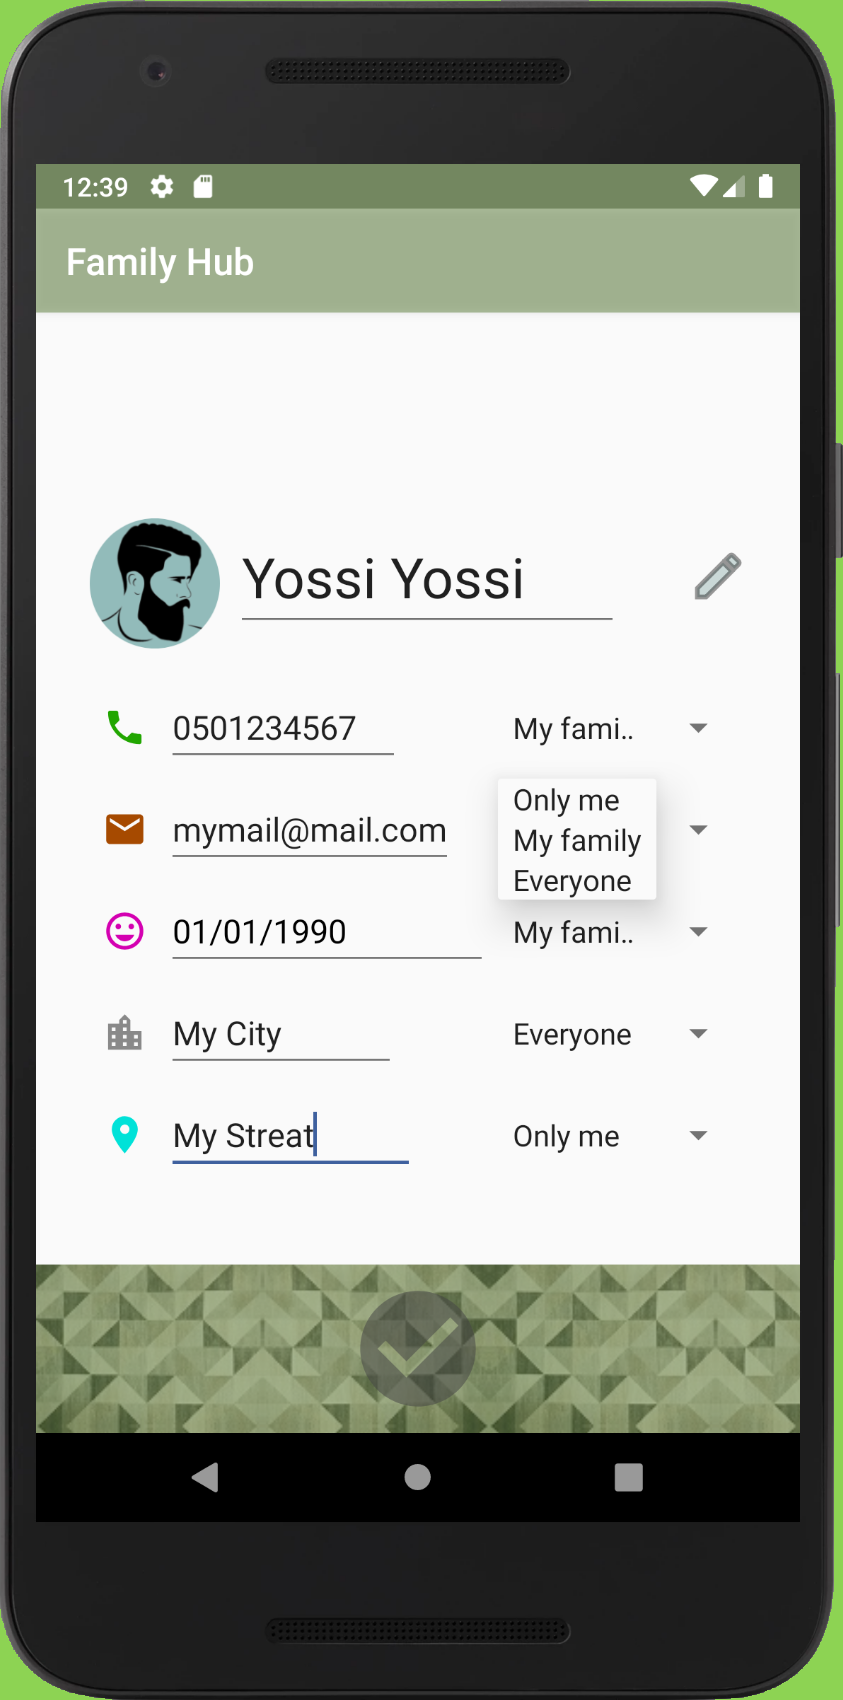 12:39
Family Hub
Yossi Yossi
0501234567 My fami..
mymail@mail.com
Only me
My family
Everyone
01/01/1990 My fami..
My City Everyone
My Streat Only me